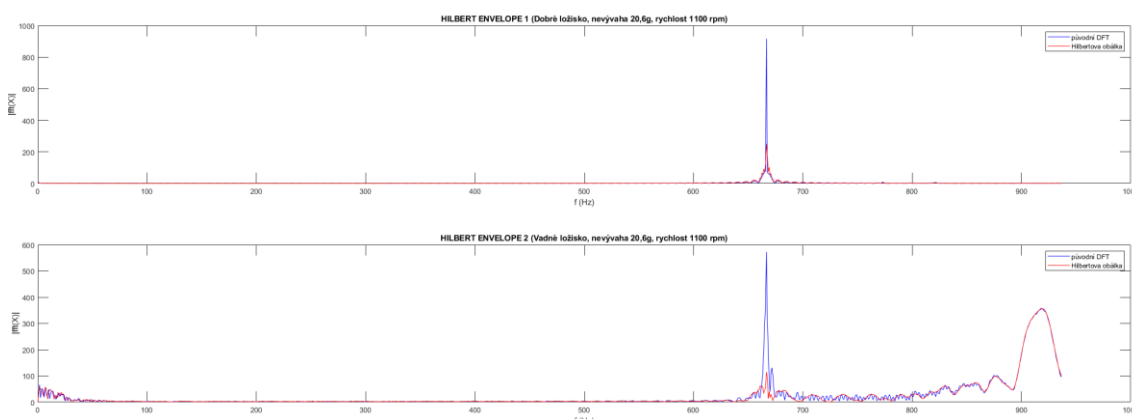 HILBERT ENVELOPE 1 (Dobré ložisko, nevývaha 20,6g, rychlost 1100 rpm)
1000
800
600
400
200
0
|fft(X)|
původní DFT
Hilbertova obálka
0 100 200 300 400 500 600 700 800 900
f (Hz)
HILBERT ENVELOPE 2 (Vadné ložisko, nevývaha 20,6g, rychlost 1100 rpm)
600
500
400
300
200
100
0
|fft(X)|
původní DFT
Hilbertova obálka
0 100 200 300 400 500 600 700 800 900